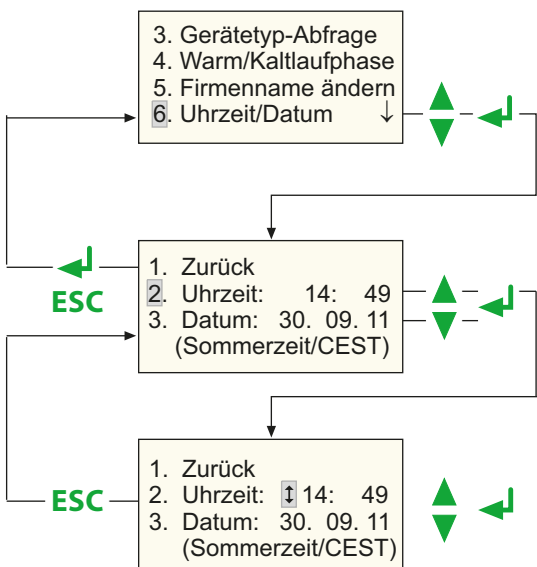 3. Gerätetyp-Abfrage
4. Warm/Kaltlaufphase
5. Firmenname ändern
6. Uhrzeit/Datum ↓
1. Zurück
ESC
2. Uhrzeit: 14: 49
3. Datum: 30. 09. 11
(Sommerzeit/CEST)
1. Zurück
ESC
2. Uhrzeit: ↕ 14: 49
3. Datum: 30. 09. 11
(Sommerzeit/CEST)